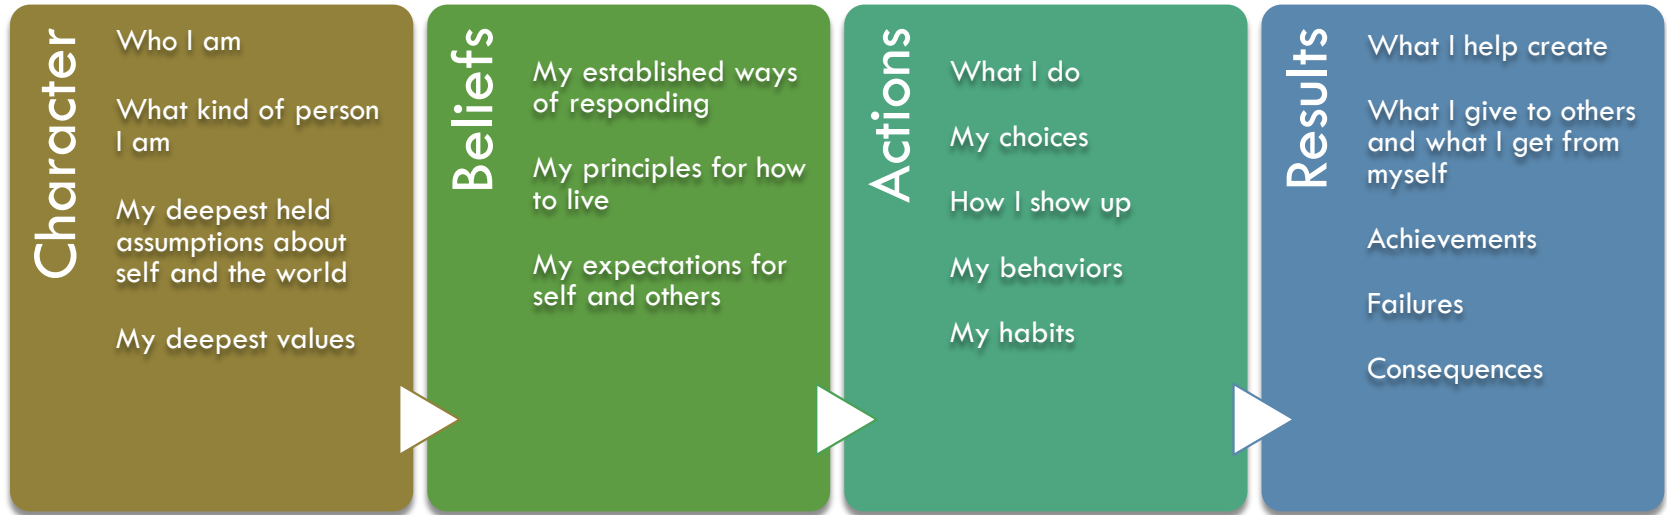 Character
Who I am
What kind of person
I am
My deepest held
assumptions about
self and the world
My deepest values
Beliefs
My established ways
of responding
My principles for how
to live
My expectations for
self and others
Actions
What I do
My choices
How I show up
My behaviors
My habits
Results
What I help create
What I give to others
and what I get from
myself
Achievements
Failures
Consequences